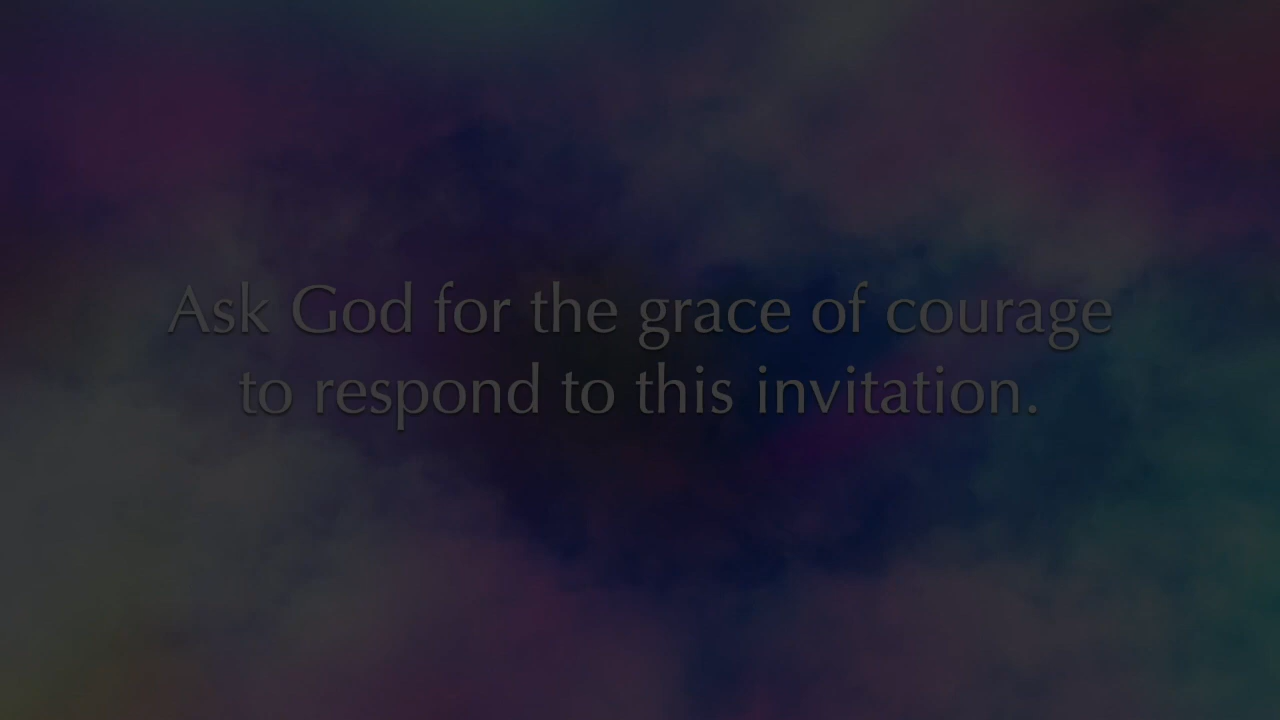 Ask God for the grace of courage
to respond to this invitation.